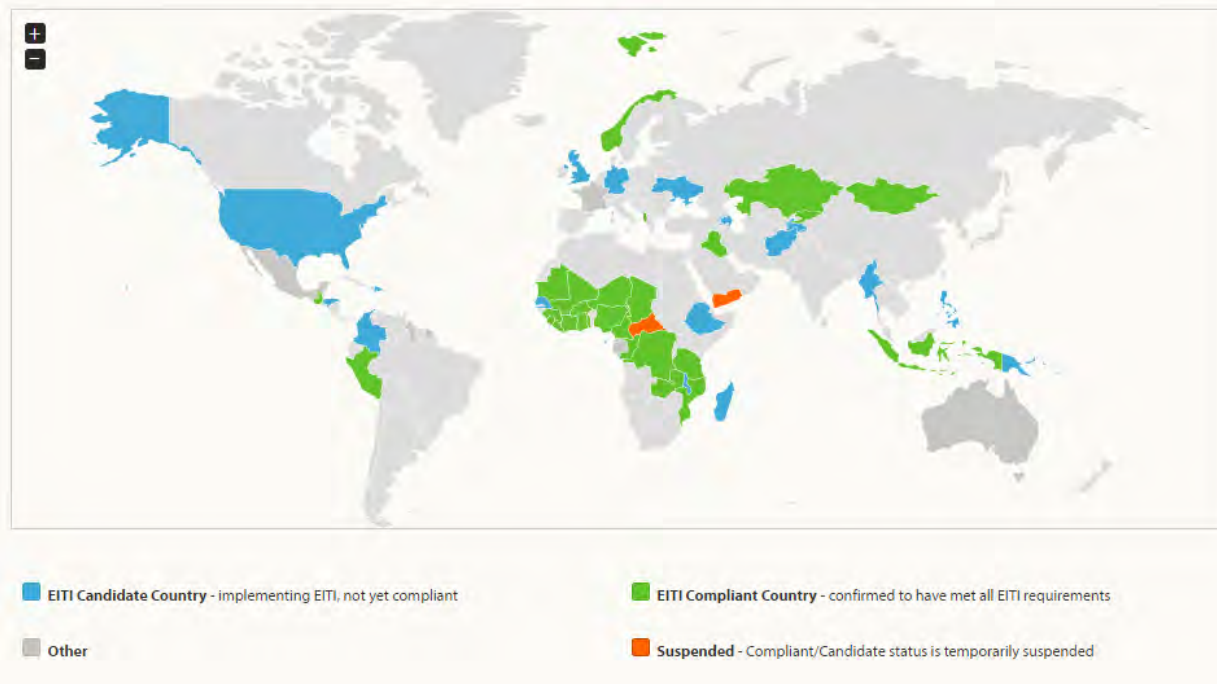 +
−
EITI Candidate Country - implementing EITI, not yet compliant
EITI Compliant Country - confirmed to have met all EITI requirements
Other
Suspended - Compliant/Candidate status is temporarily suspended